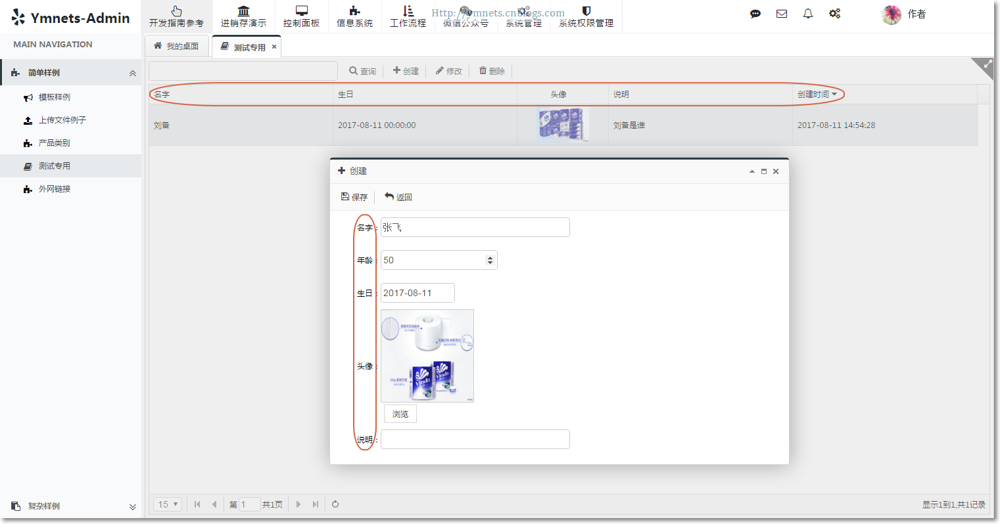 Ymnets-Admin
开发指南参考
进销存演示
控制面板
信息系统
工作流程
微信公众号
系统管理
系统权限管理
Http://ymnets.cnblogs.com
作者
MAIN NAVIGATION
我的桌面
测试专用
简单样例
模板样例
上传文件例子
产品类别
测试专用
外网链接
复杂样例
查询
创建
修改
删除
名字 生日 头像 说明 创建时间
刘备 2017-08-11 00:00:00 刘备是谁 2017-08-11 14:54:28
创建
保存 返回
名字: 张飞
年龄: 50
生日: 2017-08-11
头像:
Vinda
Vinda
浏览
说明:
15 第 1 共1页
显示1到1,共1记录